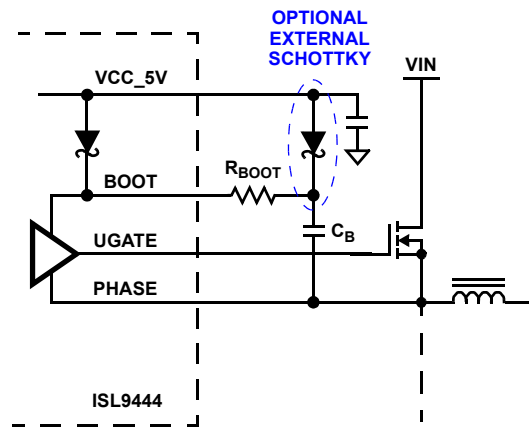 OPTIONAL
EXTERNAL
SCHOTTKY
VCC_5V
VIN
BOOT
RBOOT
CB
UGATE
PHASE
ISL9444